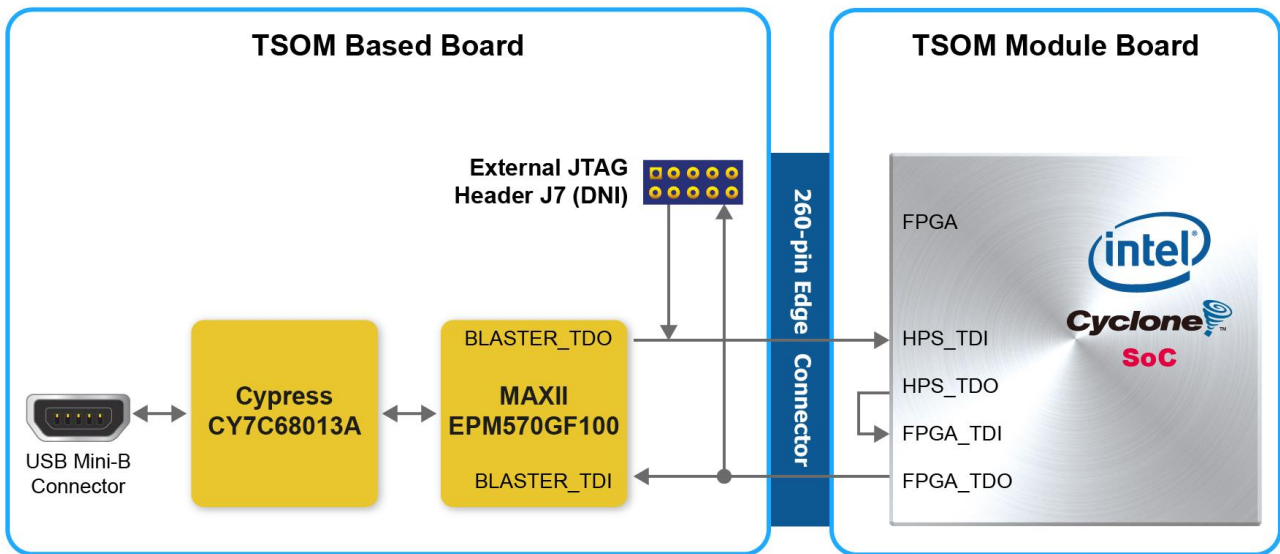 TSOM Based Board
TSOM Module Board
External JTAG
Header J7 (DNI)
260-pin Edge Connector
FPGA
intel®
Cyclone™
SoC
BLASTER_TDO
HPS_TDI
HPS_TDO
Cypress
CY7C68013A
MAXII
EPM570GF100
FPGA_TDI
USB Mini-B
Connector
BLASTER_TDI
FPGA_TDO